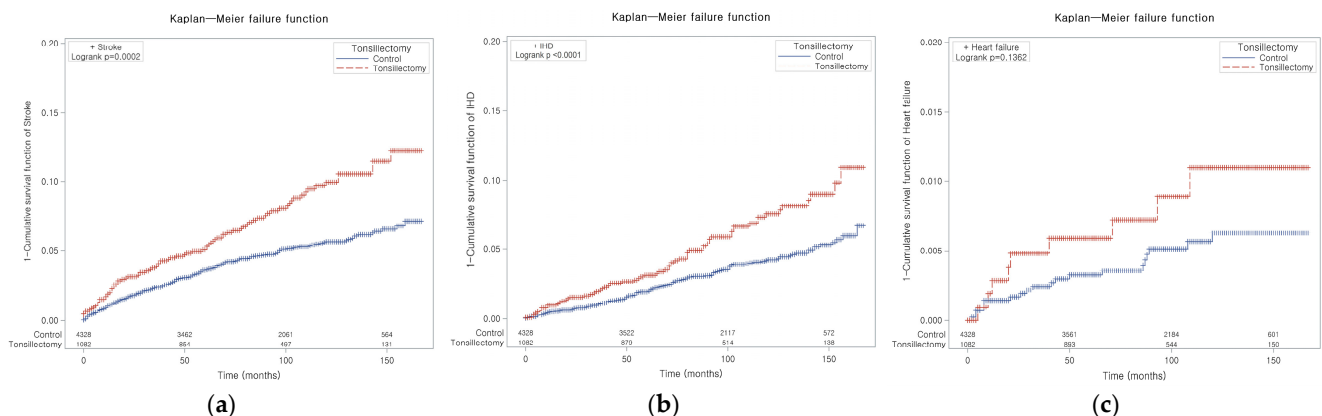 Kaplan—Meier failure function
0.20
0.15
0.10
0.05
0.00
1-Cumulative survival function of Stroke
+ Stroke
Logrank p=0.0002
Tonsillectomy
Control
Tonsillectomy
Control 4328 3462 2061 564
Tonsillectomy 1082 864 497 131
0 50 100 150
Time (months)
(a)
Kaplan—Meier failure function
0.20
0.15
0.10
0.05
0.00
1-Cumulative survival function of IHD
+ IHD
Logrank p <0.0001
Tonsillectomy
Control
Tonsillectomy
Control 4328 3522 2117 572
Tonsillectomy 1082 870 514 138
0 50 100 150
Time (months)
(b)
Kaplan—Meier failure function
0.020
0.015
0.010
0.005
0.000
1-Cumulative survival function of Heart failure
+ Heart failure
Logrank p=0.1362
Tonsillectomy
Control
Tonsillectomy
Control 4328 3561 2184 601
Tonsillectomy 1082 893 544 150
0 50 100 150
Time (months)
(c)